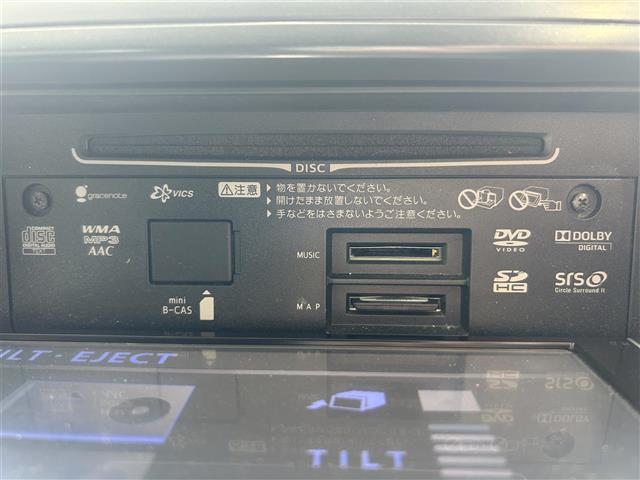 DISC
gracenote
VICS
注意
物を置かないでください。
開けたまま放置しないでください。
手などをはさまないようご注意ください。
COMPACT
disc
DIGITAL AUDIO
TEXT
WMA
MP3
AAC
mini
B-CAS
MUSIC
MAP
DVD
VIDEO
DOLBY
DIGITAL
SD
HC
SRS
Circle Surround II
TILT・EJECT
TILT